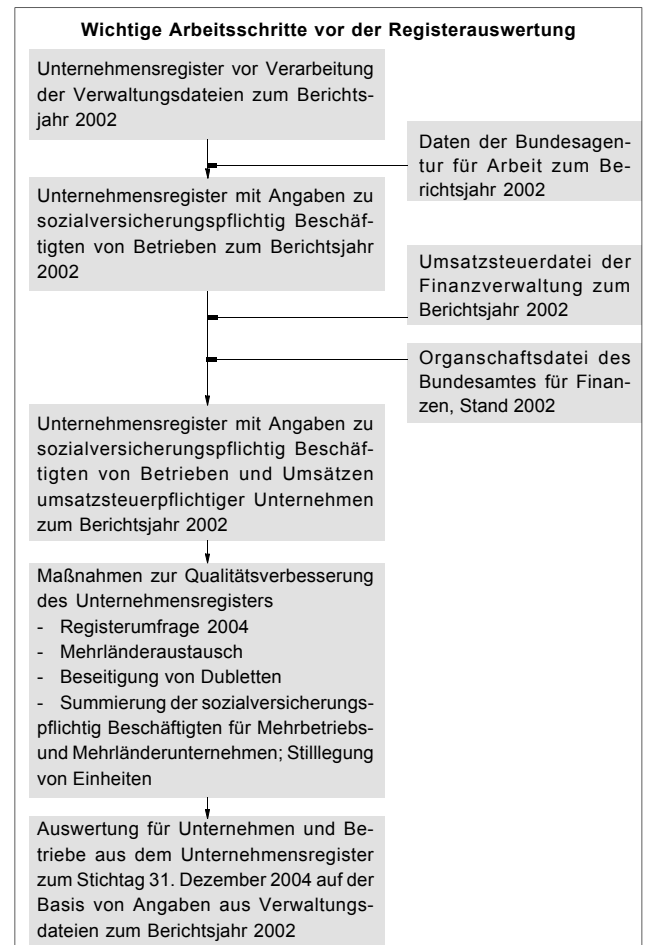 Wichtige Arbeitsschritte vor der Registerauswertung
Unternehmensregister vor Verarbeitung
der Verwaltungsdateien zum Berichts-
jahr 2002
Daten der Bundesagen-
tur für Arbeit zum Be-
richtsjahr 2002
Unternehmensregister mit Angaben zu
sozialversicherungspflichtig Beschäf-
tigten von Betrieben zum Berichtsjahr
2002
Umsatzsteuerdatei der
Finanzverwaltung zum
Berichtsjahr 2002
Organschaftsdatei des
Bundesamtes für Finan-
zen, Stand 2002
Unternehmensregister mit Angaben zu
sozialversicherungspflichtig Beschäf-
tigten von Betrieben und Umsätzen
umsatzsteuerpflichtiger Unternehmen
zum Berichtsjahr 2002
Maßnahmen zur Qualitätsverbesserung
des Unternehmensregisters
- Registerumfrage 2004
- Mehrländeraustausch
- Beseitigung von Dubletten
- Summierung der sozialversicherungs-
pflichtig Beschäftigten für Mehrbetriebs-
und Mehrländerunternehmen; Stilllegung
von Einheiten
Auswertung für Unternehmen und Be-
triebe aus dem Unternehmensregister
zum Stichtag 31. Dezember 2004 auf der
Basis von Angaben aus Verwaltungs-
dateien zum Berichtsjahr 2002